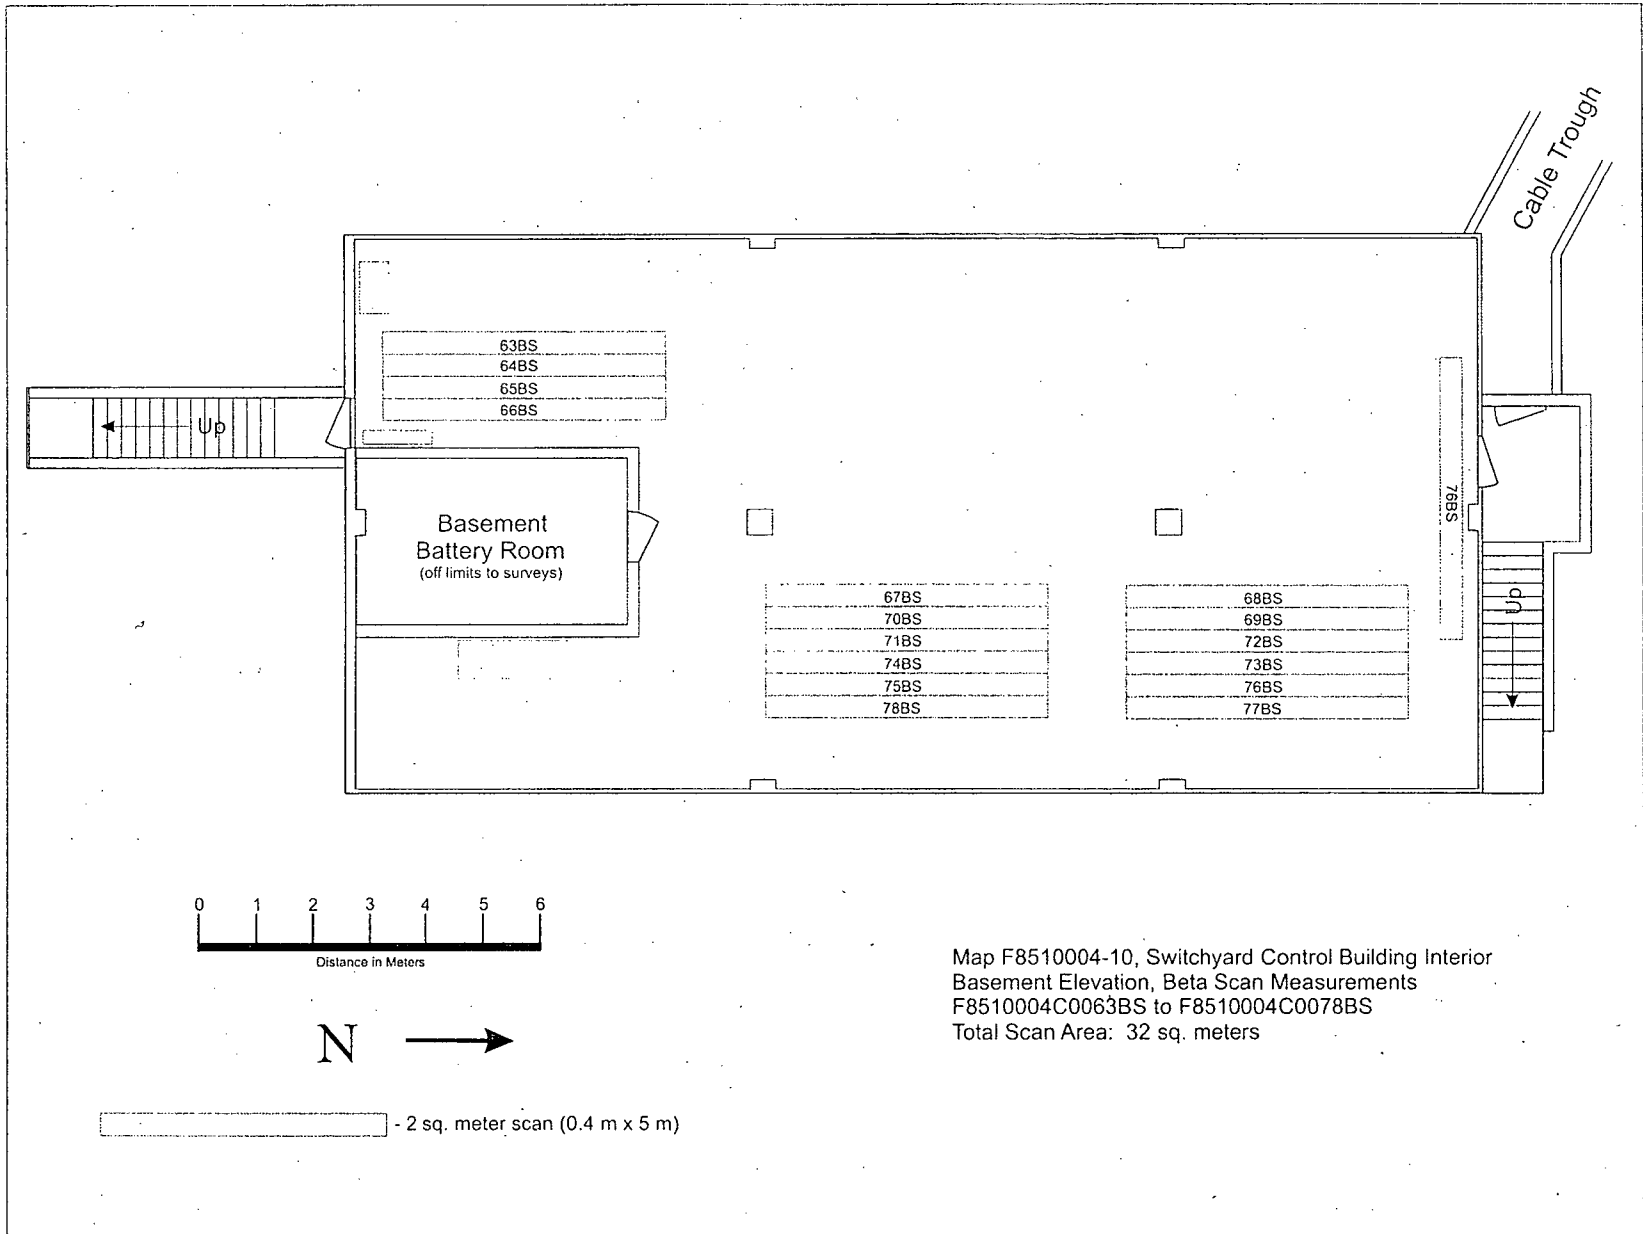 Cable Trough
63BS
64BS
65BS
66BS
Up
Basement
Battery Room
(off limits to surveys)
76BS
67BS
70BS
71BS
74BS
75BS
78BS
68BS
69BS
72BS
73BS
76BS
77BS
Up
0 1 2 3 4 5 6
Distance in Meters
N
Map F8510004-10, Switchyard Control Building Interior
Basement Elevation, Beta Scan Measurements
F8510004C0063BS to F8510004C0078BS
Total Scan Area: 32 sq. meters
- 2 sq. meter scan (0.4 m x 5 m)